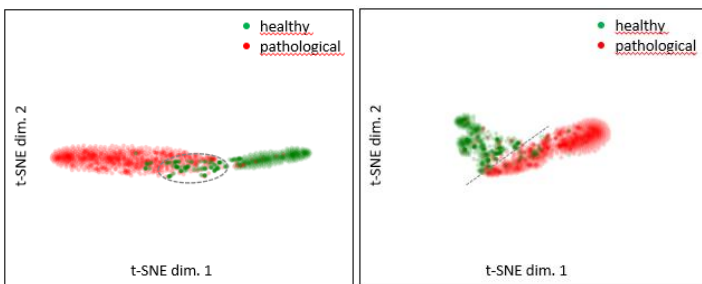 healthy
pathological
t-SNE dim. 2
t-SNE dim. 1
healthy
pathological
t-SNE dim. 2
t-SNE dim. 1